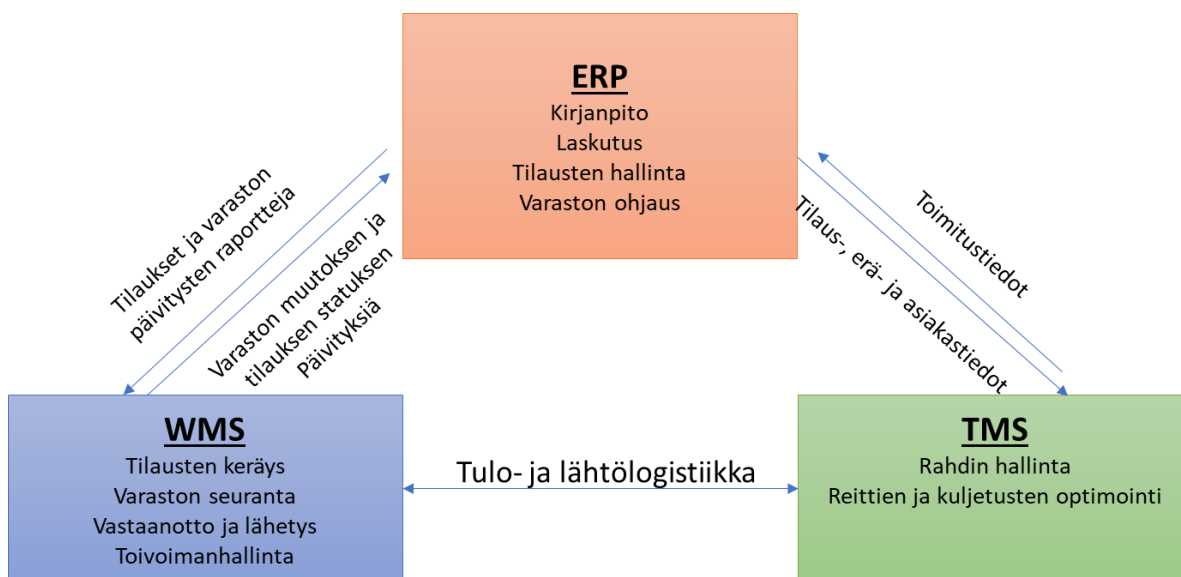 ERP
Kirjanpito
Laskutus
Tilausten hallinta
Varaston ohjaus
Tilaukset ja varaston
päivitysten raportteja
Varaston muutoksen ja
tilauksen statuksen
Päivityksiä
Toimitustiedot
Tilaus-, erä- ja asiakastiedot
WMS
Tilausten keräys
Varaston seuranta
Vastaanotto ja lähetys
Toivoimanhallinta
Tulo- ja lähtölogistiikka
TMS
Rahdin hallinta
Reittien ja kuljetusten optimointi